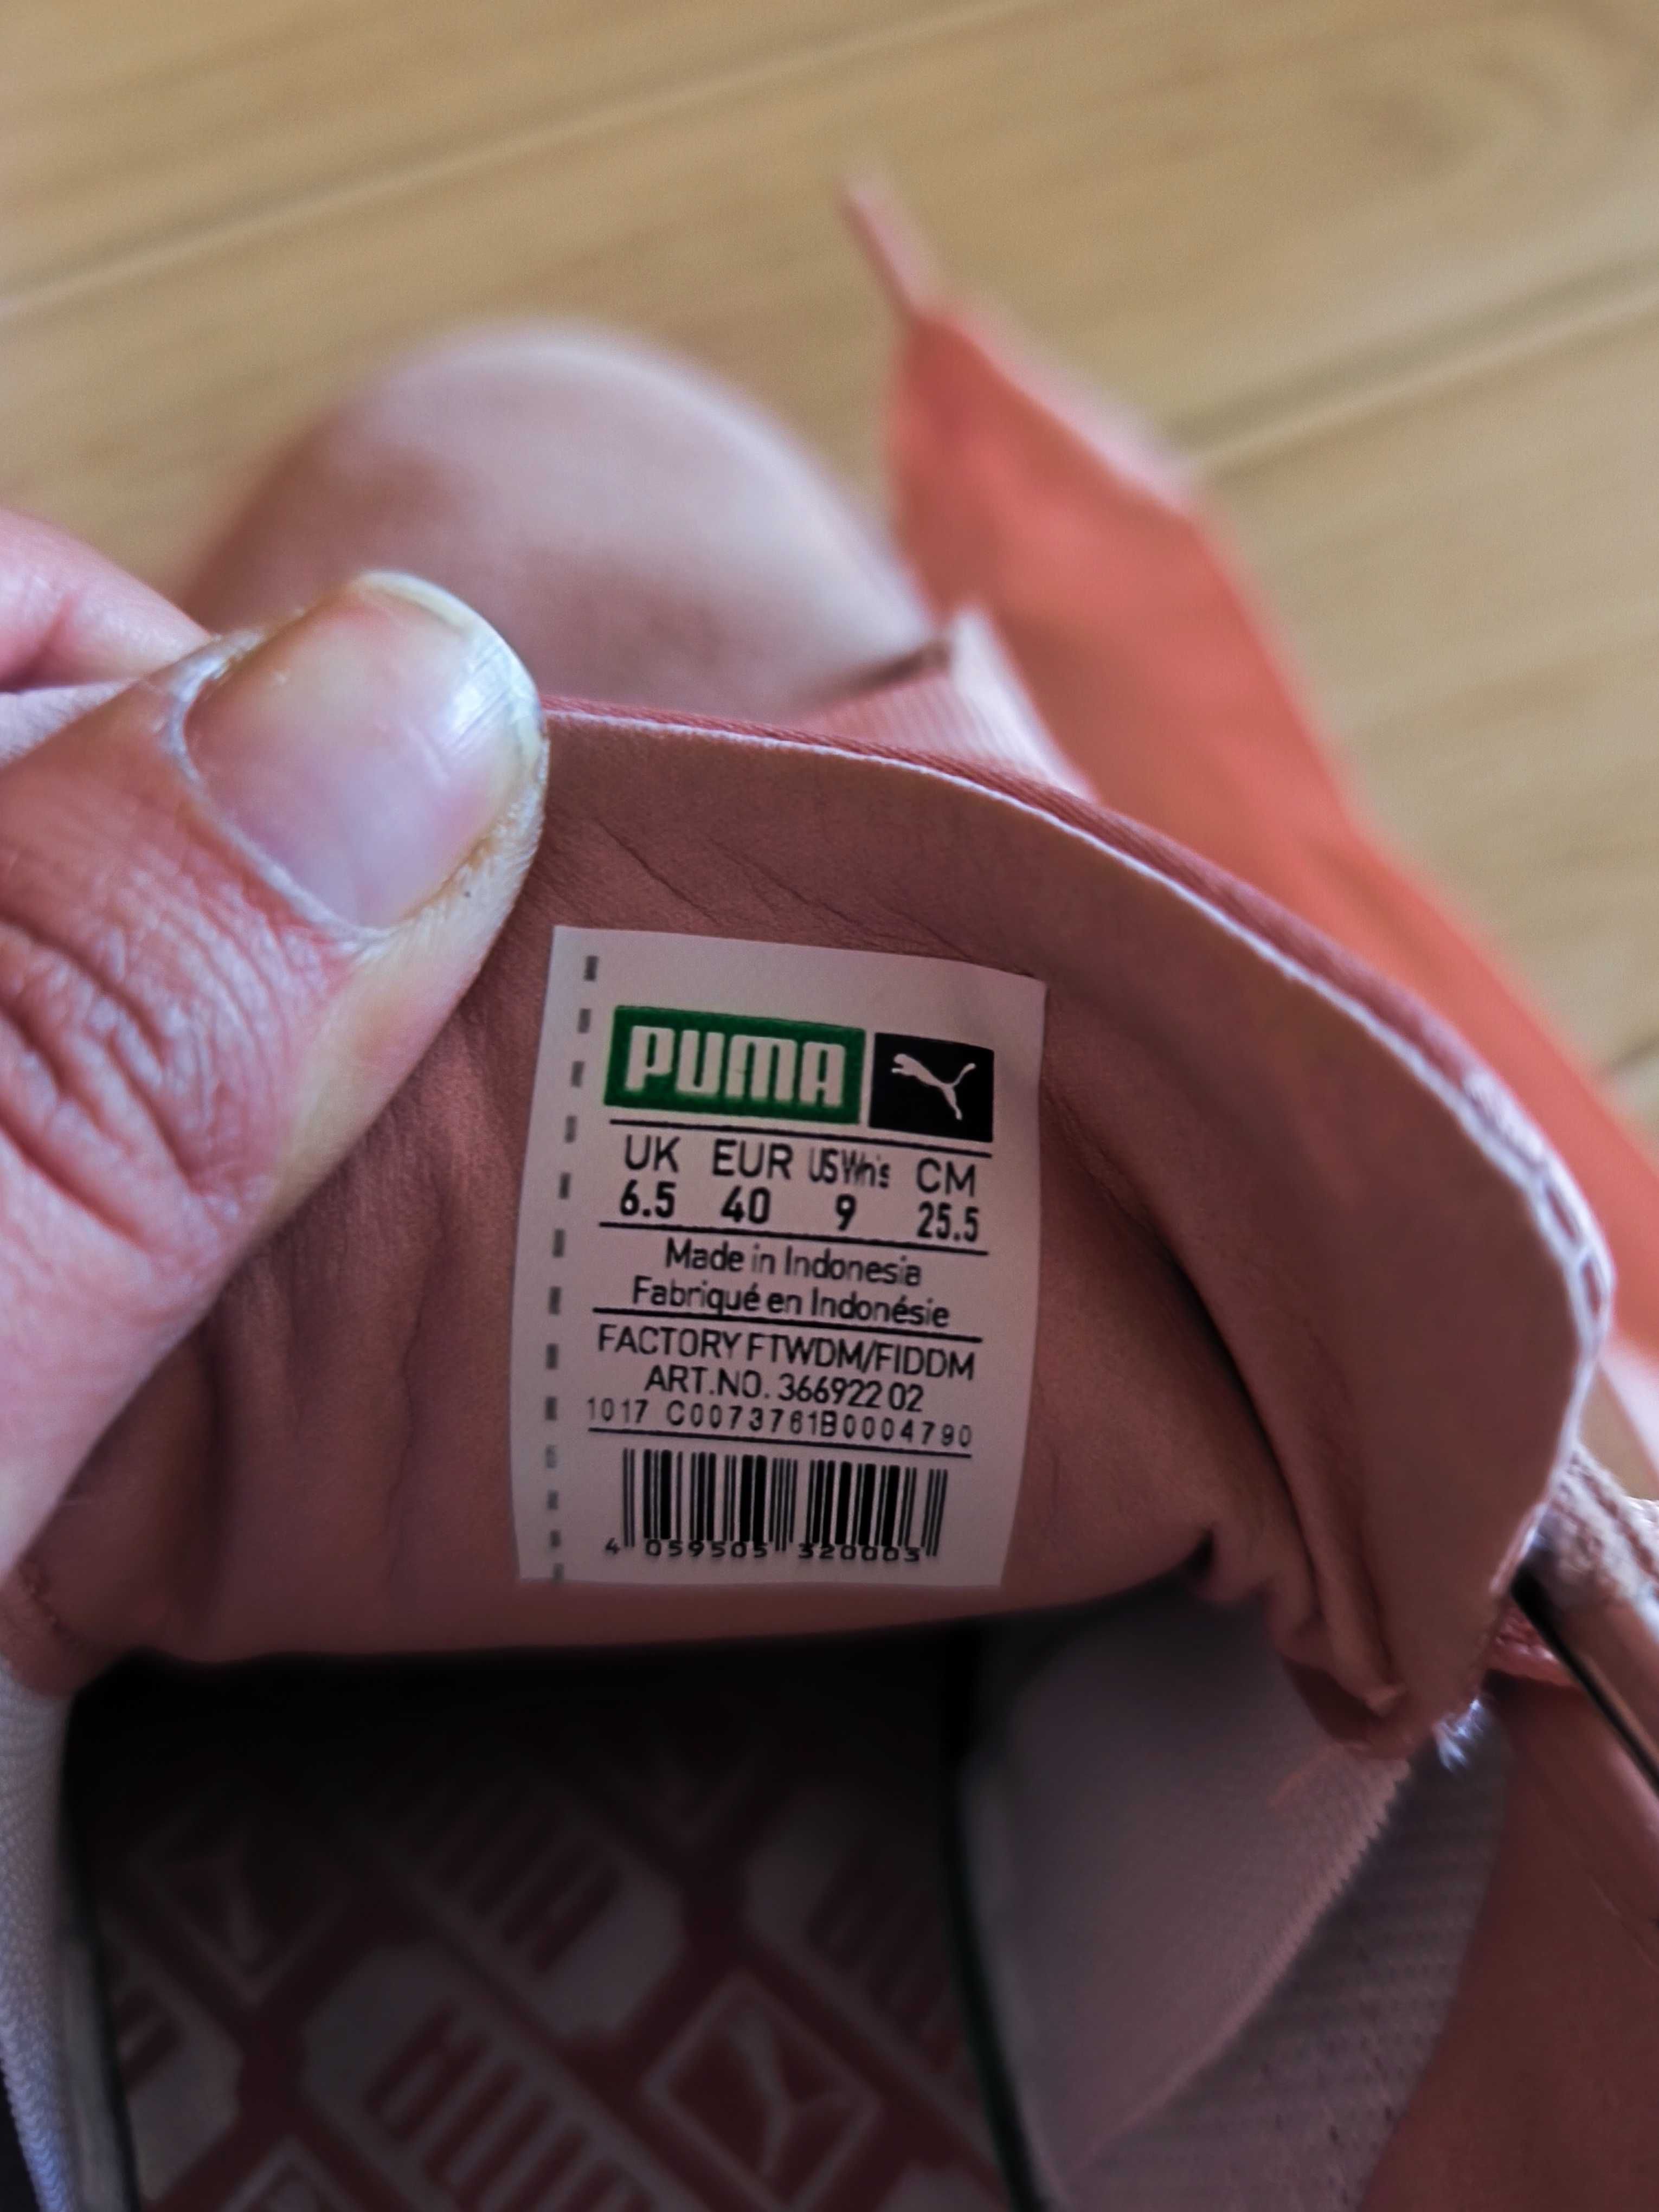 PUMA
UK EUR US Wn's CM
6.5 40 9 25.5
Made in Indonesia
Fabriqué en Indonésie
FACTORY FTWDM/FIDDM
ART.NO. 366922 02
1017 C0073761B0004790
4 059505 320003